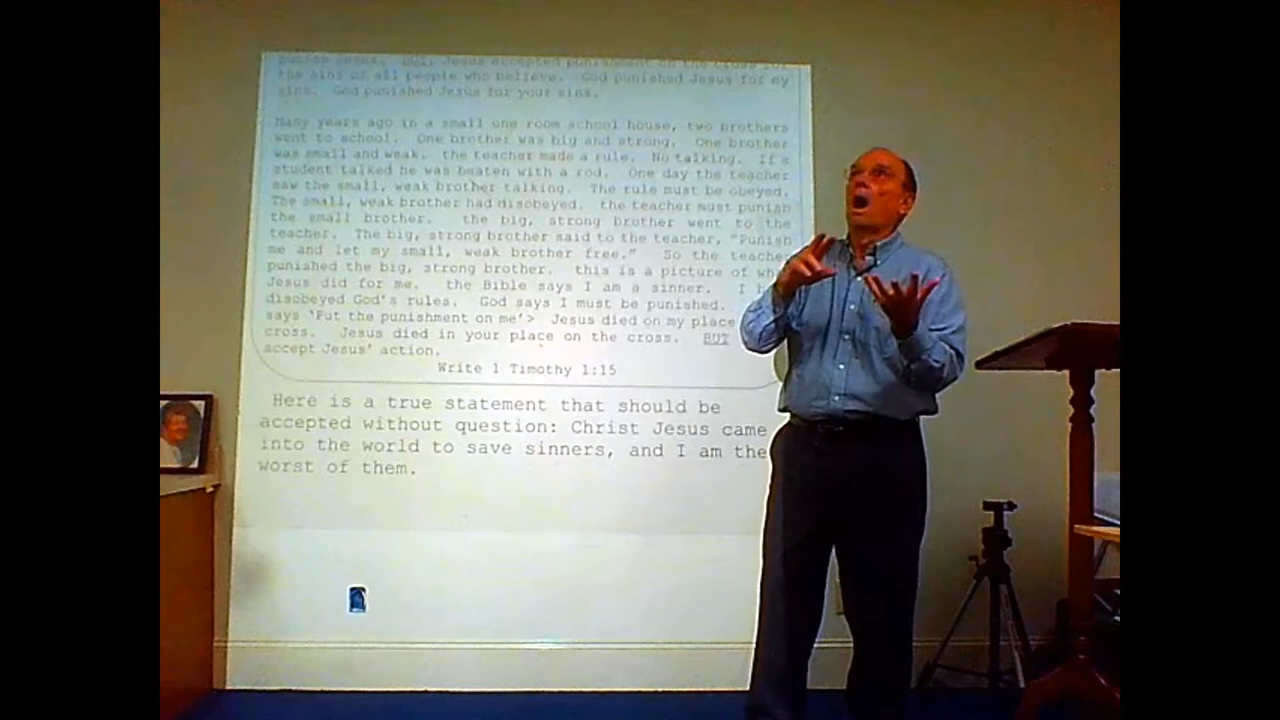 punish Jesus. BUT, Jesus accepted punishment on the cross for
the sins of all people who believe. God punished Jesus for my
sins. God punished Jesus for your sins.
Many years ago in a small one room school house, two brothers
went to school. One brother was big and strong. One brother
was small and weak. the teacher made a rule. No talking. If a
student talked he was beaten with a rod. One day the teacher
saw the small, weak brother talking. The rule must be obeyed.
The small, weak brother had disobeyed. the teacher must punish
the small brother. the big, strong brother went to the
teacher. The big, strong brother said to the teacher, "Punish
me and let my small, weak brother free." So the teacher
punished the big, strong brother. this is a picture of
Jesus did for me. the Bible says I am a sinner. I
disobeyed God's rules. God says I must be punished.
says 'Put the punishment on me'> Jesus died on my place
cross. Jesus died in your place on the cross. BUT
accept Jesus' action.
Write 1 Timothy 1:15
Here is a true statement that should be
accepted without question: Christ Jesus came
into the world to save sinners, and I am the
worst of them.